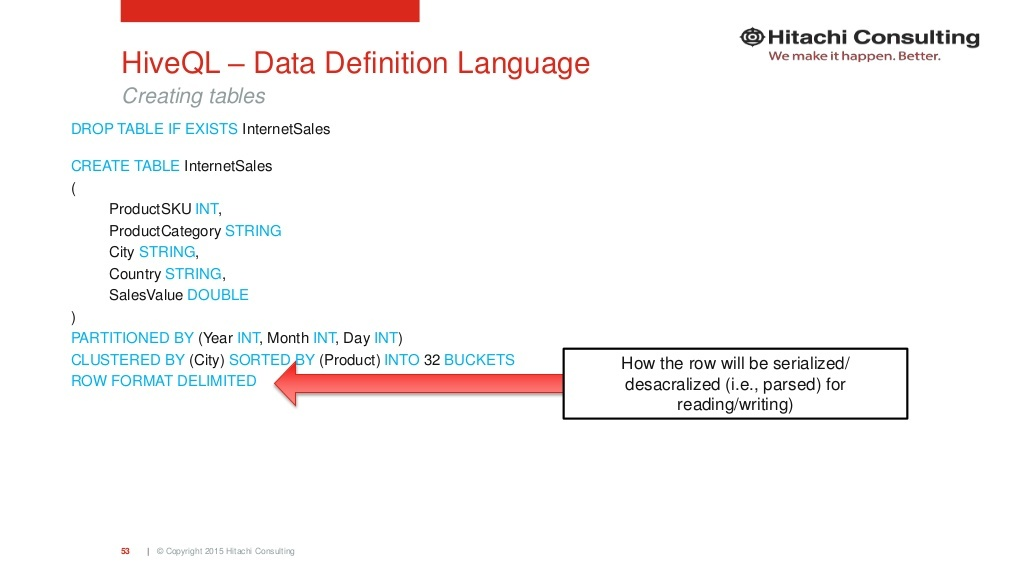 Hitachi Consulting
We make it happen. Better.
HiveQL – Data Definition Language
Creating tables
DROP TABLE IF EXISTS InternetSales
CREATE TABLE InternetSales
(
ProductSKU INT,
ProductCategory STRING
City STRING,
Country STRING,
SalesValue DOUBLE
)
PARTITIONED BY (Year INT, Month INT, Day INT)
CLUSTERED BY (City) SORTED BY (Product) INTO 32 BUCKETS
ROW FORMAT DELIMITED
How the row will be serialized/
desacralized (i.e., parsed) for
reading/writing)
53 | © Copyright 2015 Hitachi Consulting